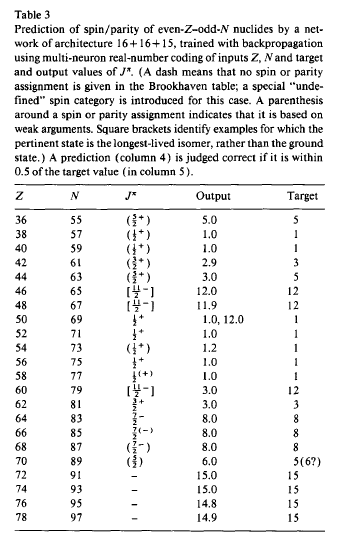 Table 3
Prediction of spin/parity of even-Z–odd-N nuclides by a net-
work of architecture 16+16+15, trained with backpropagation
using multi-neuron real-number coding of inputs Z, N and target
and output values of Jπ. (A dash means that no spin or parity
assignment is given in the Brookhaven table; a special "unde-
fined" spin category is introduced for this case. A parenthesis
around a spin or parity assignment indicates that it is based on
weak arguments. Square brackets identify examples for which the
pertinent state is the longest-lived isomer, rather than the ground
state.) A prediction (column 4) is judged correct if it is within
0.5 of the target value (in column 5).
Z N Jπ Output Target
36 55 (5/2+) 5.0 5
38 57 (1/2+) 1.0 1
40 59 (1/2+) 1.0 1
42 61 (3/2+) 2.9 3
44 63 (5/2+) 3.0 5
46 65 [11/2−] 12.0 12
48 67 [11/2−] 11.9 12
50 69 1/2+ 1.0, 12.0 1
52 71 1/2+ 1.0 1
54 73 (1/2+) 1.2 1
56 75 1/2+ 1.0 1
58 77 1/2(+) 1.0 1
60 79 [11/2−] 3.0 12
62 81 3/2+ 3.0 3
64 83 7/2− 8.0 8
66 85 7/2(−) 8.0 8
68 87 (7/2−) 8.0 8
70 89 (5/2) 6.0 5(6?)
72 91 – 15.0 15
74 93 – 15.0 15
76 95 – 14.8 15
78 97 – 14.9 15